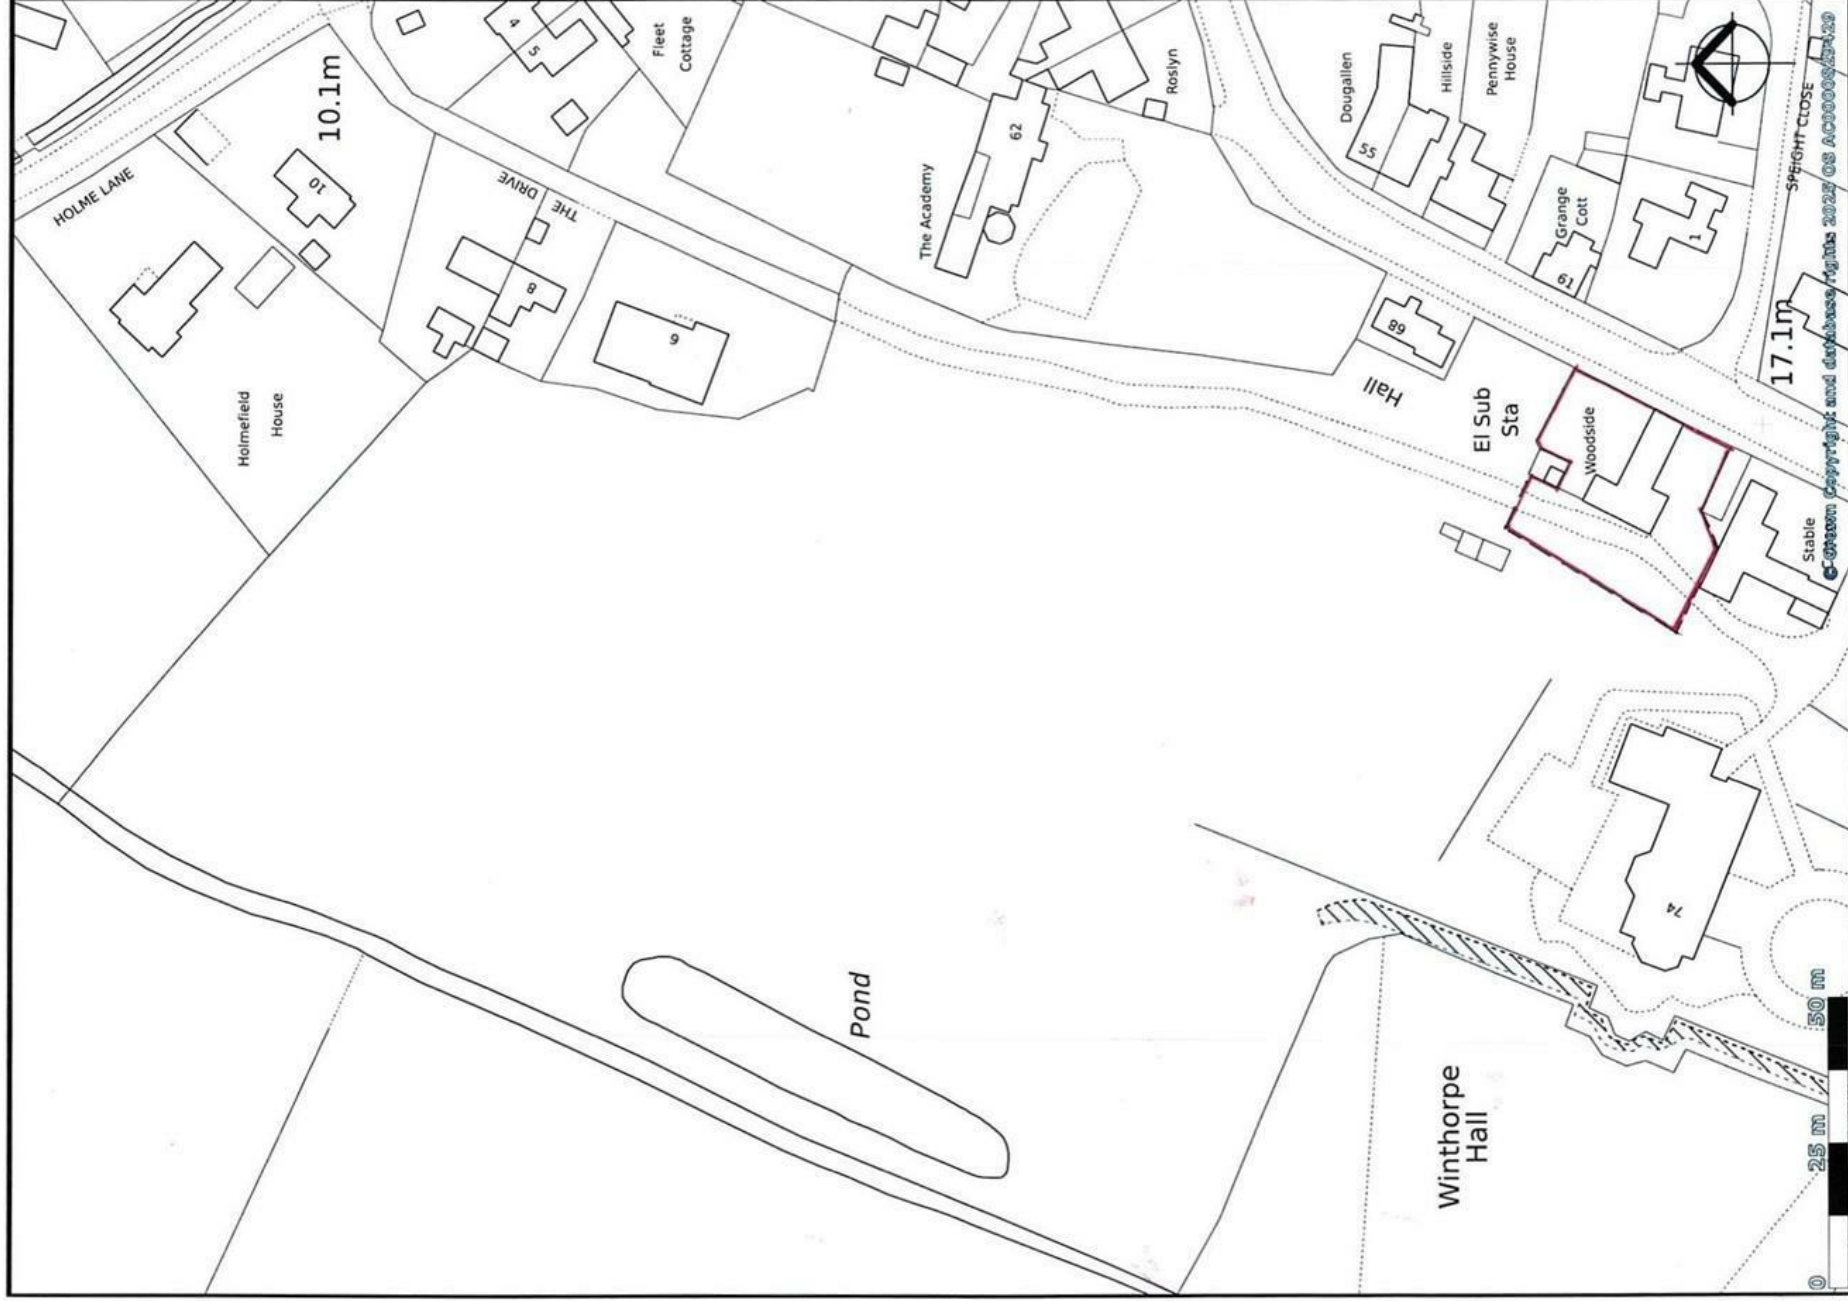 HOLME LANE
10.1m
10
4
5
Fleet
Cottage
THE
DRIVE
8
6
Holmefield
House
The Academy
62
Roslyn
Dougallen
55
Hillside
Pennywise
House
Grange
Cott
61
1
SPEIGHT CLOSE
17.1m
68
Hall
El Sub
Sta
Woodside
Stable
74
Pond
Winthorpe
Hall
0
25 m
50 m
© Crown Copyright and database rights 2025 OS AC0000829429